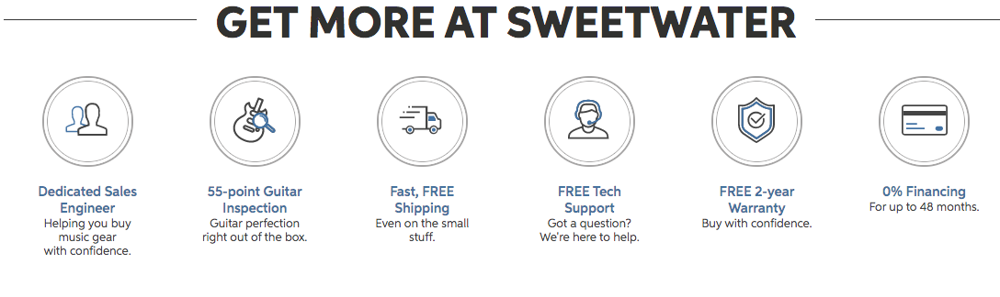 GET MORE AT SWEETWATER
Dedicated Sales
Engineer
Helping you buy
music gear
with confidence.
55-point Guitar
Inspection
Guitar perfection
right out of the box.
Fast, FREE
Shipping
Even on the small
stuff.
FREE Tech
Support
Got a question?
We're here to help.
FREE 2-year
Warranty
Buy with confidence.
0% Financing
For up to 48 months.